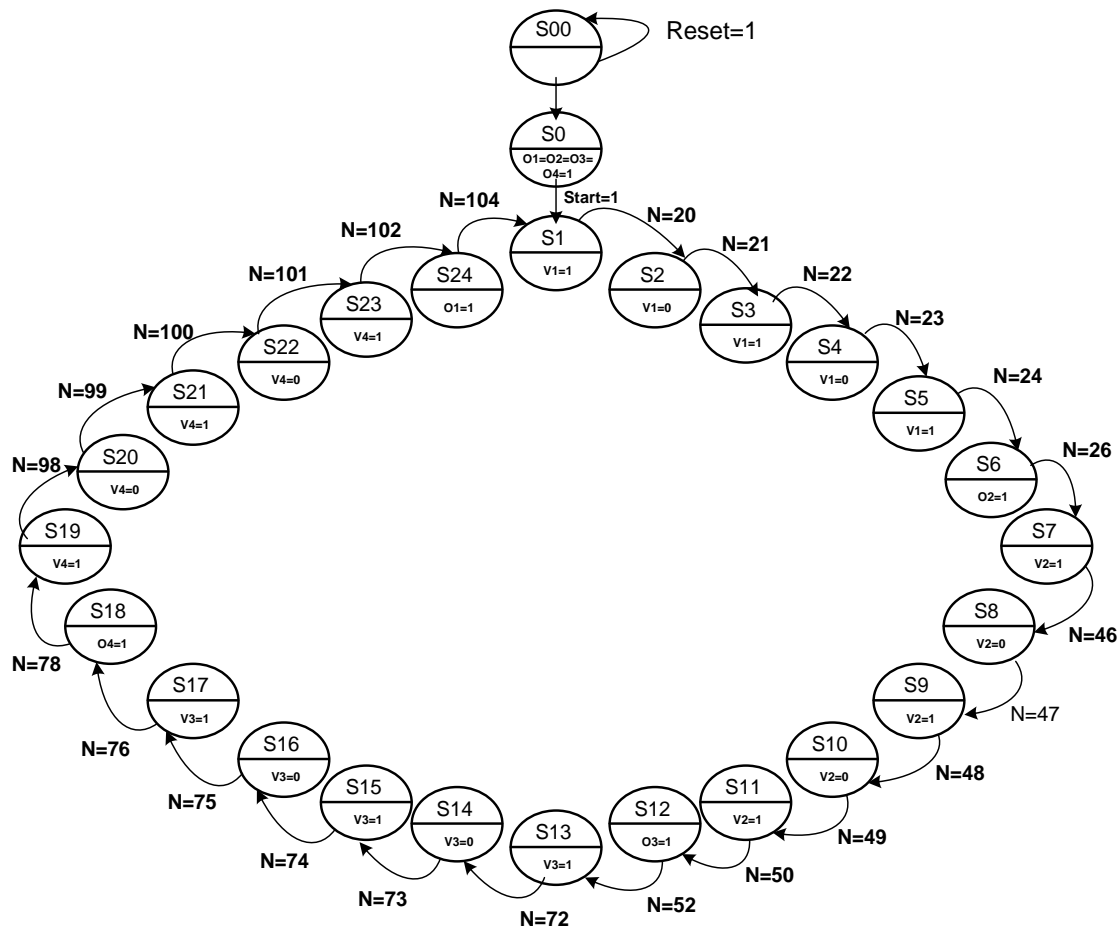 S00
Reset=1
S0
O1=O2=O3=
O4=1
Start=1
S1
V1=1
N=20
S2
V1=0
N=21
S3
V1=1
N=22
S4
V1=0
N=23
S5
V1=1
N=24
S6
O2=1
N=26
S7
V2=1
N=46
S8
V2=0
N=47
S9
V2=1
N=48
S10
V2=0
N=49
S11
V2=1
N=50
S12
O3=1
N=52
S13
V3=1
N=72
S14
V3=0
N=73
S15
V3=1
N=74
S16
V3=0
N=75
S17
V3=1
N=76
S18
O4=1
N=78
S19
V4=1
N=98
S20
V4=0
N=99
S21
V4=1
N=100
S22
V4=0
N=101
S23
V4=1
N=102
S24
O1=1
N=104